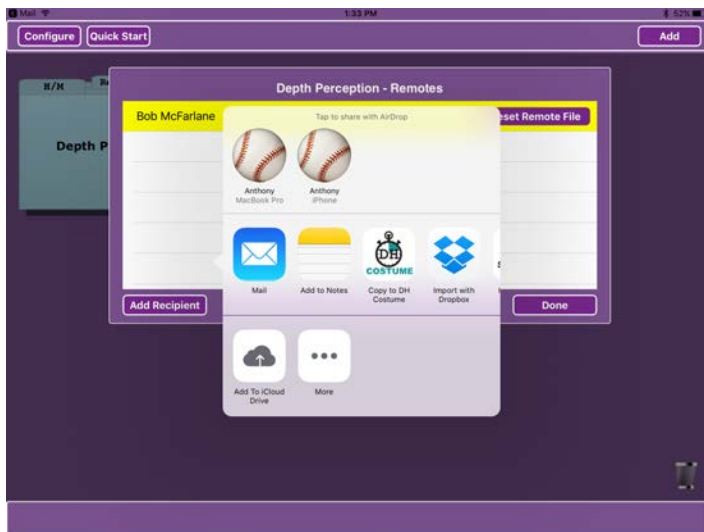 Mail
1:33 PM
52%
Configure
Quick Start
Add
H/M
Depth Perception - Remotes
Depth P
Bob McFarlane
Tap to share with AirDrop
eset Remote File
Anthony
MacBook Pro
Anthony
iPhone
DH
COSTUME
Mail
Add to Notes
Copy to DH
Costume
Import with
Dropbox
Add Recipient
Done
Add To iCloud
Drive
More